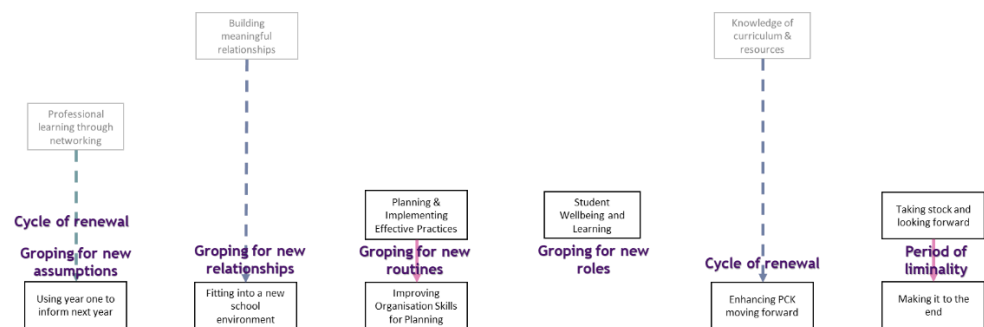 Building
meaningful
relationships
Knowledge of
curriculum &
resources
Professional
learning through
networking
Planning &
Implementing
Effective Practices
Student
Wellbeing and
Learning
Taking stock and
looking forward
Cycle of renewal
Groping for new
assumptions
Groping for new
relationships
Groping for new
routines
Groping for new
roles
Cycle of renewal
Period of
liminality
Using year one to
inform next year
Fitting into a new
school
environment
Improving
Organisation Skills
for Planning
Enhancing PCK
moving forward
Making it to the
end